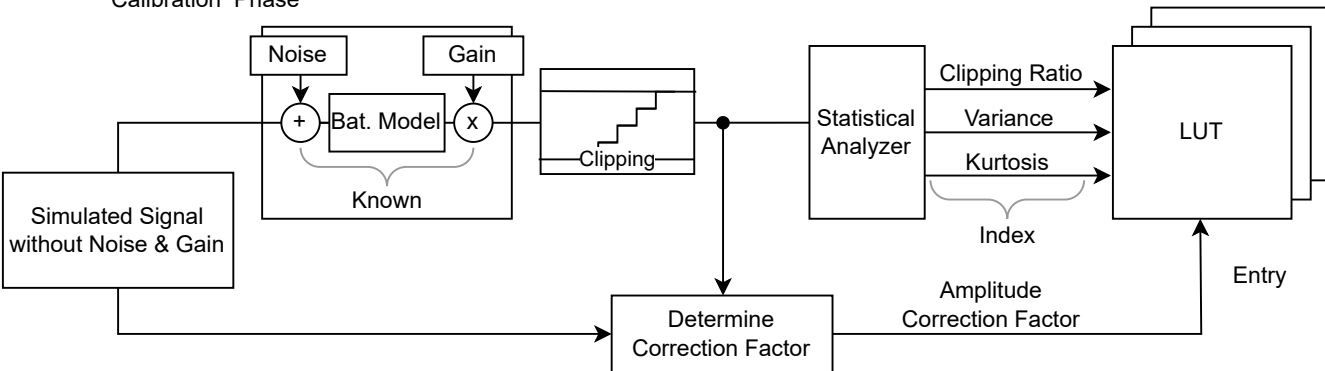 Calibration Phase
Noise
Gain
+
Bat. Model
x
Known
Clipping
Statistical
Analyzer
Clipping Ratio
Variance
Kurtosis
Index
LUT
Simulated Signal
without Noise & Gain
Determine
Correction Factor
Amplitude
Correction Factor
Entry